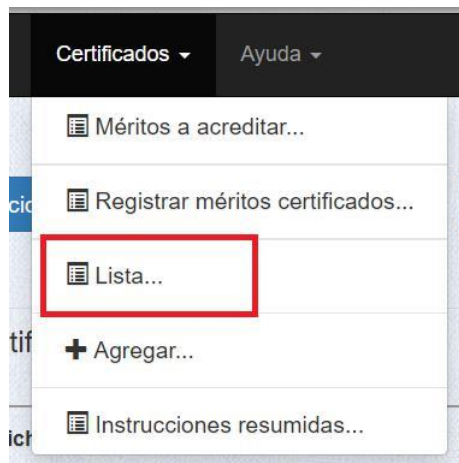 Certificados Ayuda
Méritos a acreditar...
Registrar méritos certificados...
Lista...
Agregar...
Instrucciones resumidas...